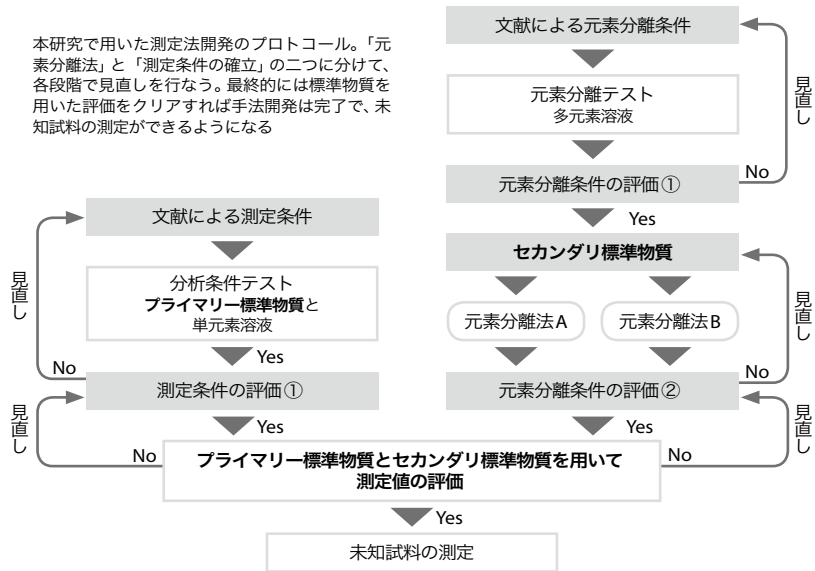 本研究で用いた測定法開発のプロトコール。「元
素分離法」と「測定条件の確立」の二つに分けて、
各段階で見直しを行なう。最終的には標準物質を
用いた評価をクリアすれば手法開発は完了で、未
知試料の測定ができるようになる
文献による元素分離条件
見直し
元素分離テスト
多元素溶液
No
元素分離条件の評価①
Yes
文献による測定条件
セカンダリ標準物質
見直し
分析条件テスト
プライマリー標準物質と
単元素溶液
見直し
元素分離法A
元素分離法B
Yes
No
No
測定条件の評価①
元素分離条件の評価②
見直し
Yes
Yes
見直し
No
プライマリー標準物質とセカンダリ標準物質を用いて
測定値の評価
No
Yes
未知試料の測定